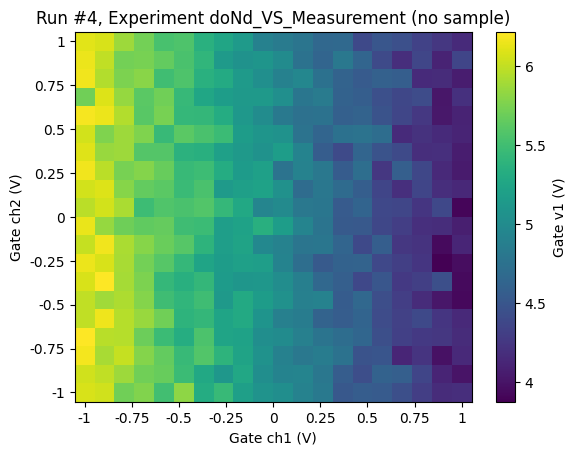 Run #4, Experiment doNd_VS_Measurement (no sample)
1
0.75
0.5
0.25
0
-0.25
-0.5
-0.75
-1
Gate ch2 (V)
-1 -0.75 -0.5 -0.25 0 0.25 0.5 0.75 1
Gate ch1 (V)
6
5.5
5
4.5
4
Gate v1 (V)